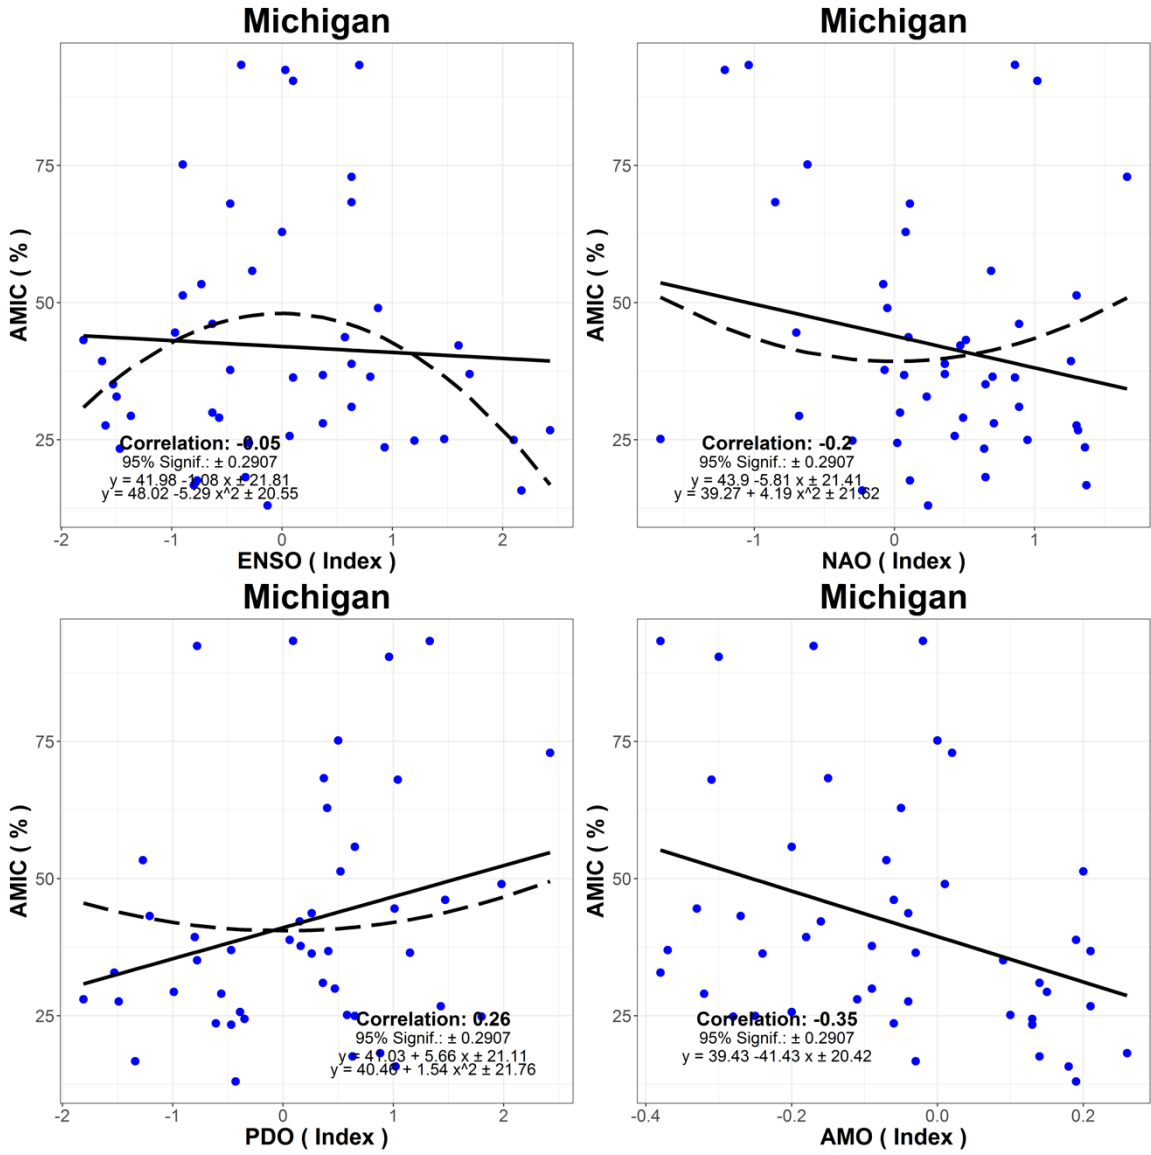 Michigan
AMIC ( % )
75
50
25
Correlation: -0.05
95% Signif.: ± 0.2907
y = 41.98 -1.08 x ± 21.81
y = 48.02 -5.29 x^2 ± 20.55
-2 -1 0 1 2
ENSO ( Index )
Michigan
AMIC ( % )
75
50
25
Correlation: -0.2
95% Signif.: ± 0.2907
y = 43.9 -5.81 x ± 21.41
y = 39.27 + 4.19 x^2 ± 21.62
-1 0 1
NAO ( Index )
Michigan
AMIC ( % )
75
50
25
Correlation: 0.26
95% Signif.: ± 0.2907
y = 41.03 + 5.66 x ± 21.11
y = 40.46 + 1.54 x^2 ± 21.76
-2 -1 0 1 2
PDO ( Index )
Michigan
AMIC ( % )
75
50
25
Correlation: -0.35
95% Signif.: ± 0.2907
y = 39.43 -41.43 x ± 20.42
-0.4 -0.2 0.0 0.2
AMO ( Index )